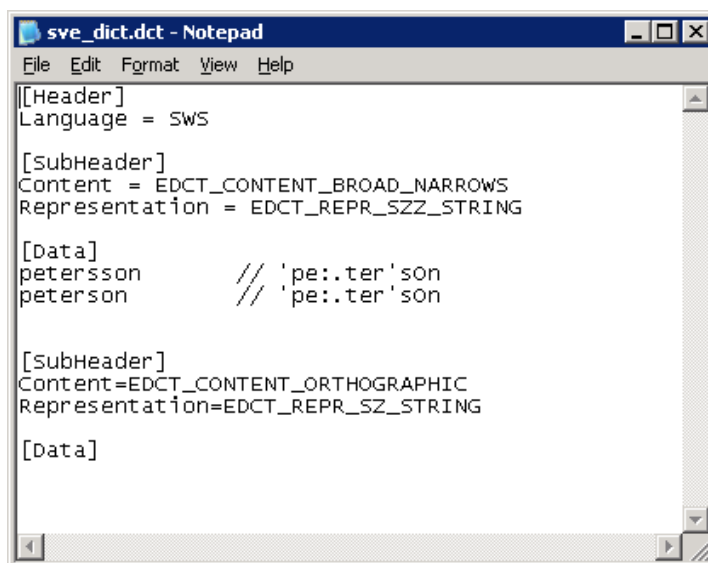 sve_dict.dct - Notepad
File Edit Format View Help
[Header]
Language = SWS
[SubHeader]
Content = EDCT_CONTENT_BROAD_NARROWS
Representation = EDCT_REPR_SZZ_STRING
[Data]
petersson // 'pe:.ter'sOn
peterson // 'pe:.ter'sOn
[SubHeader]
Content=EDCT_CONTENT_ORTHOGRAPHIC
Representation=EDCT_REPR_SZ_STRING
[Data]